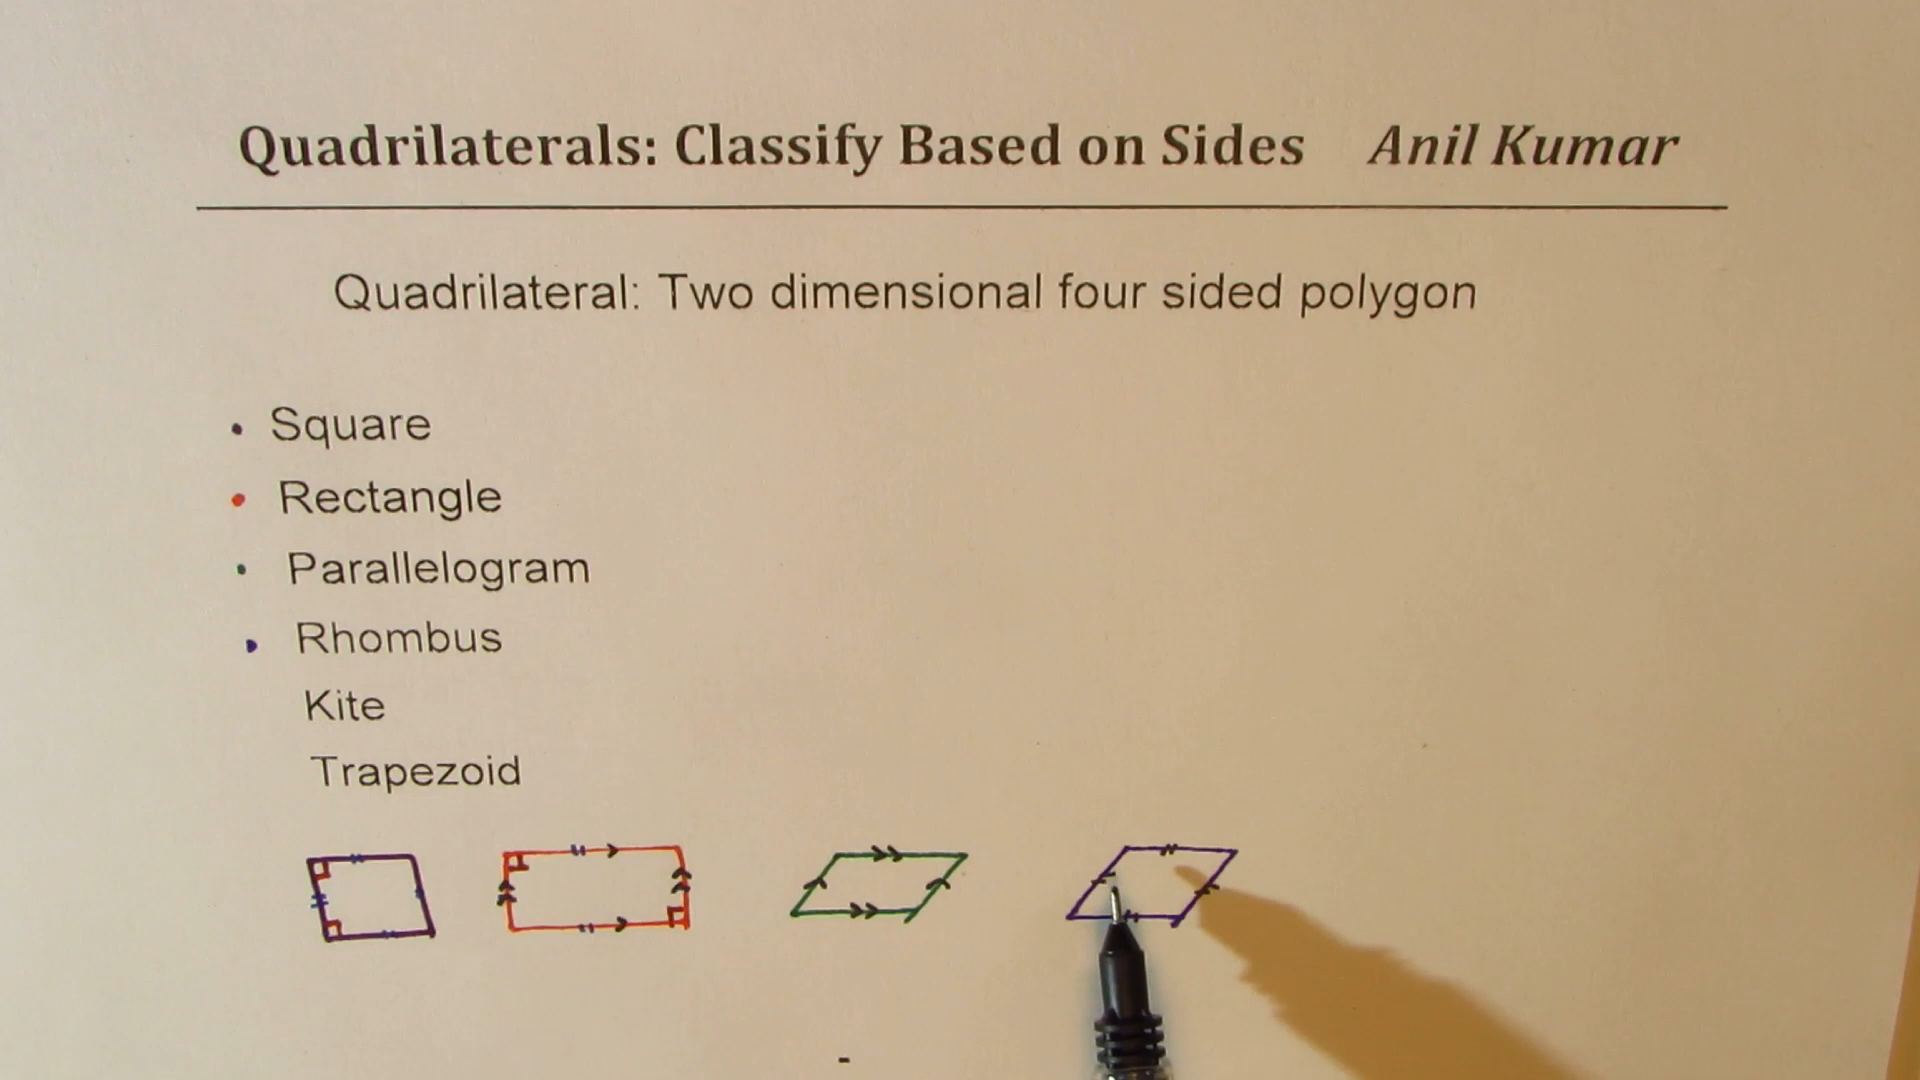 Quadrilaterals: Classify Based on Sides Anil Kumar
Quadrilateral: Two dimensional four sided polygon
• Square
• Rectangle
• Parallelogram
• Rhombus
Kite
Trapezoid